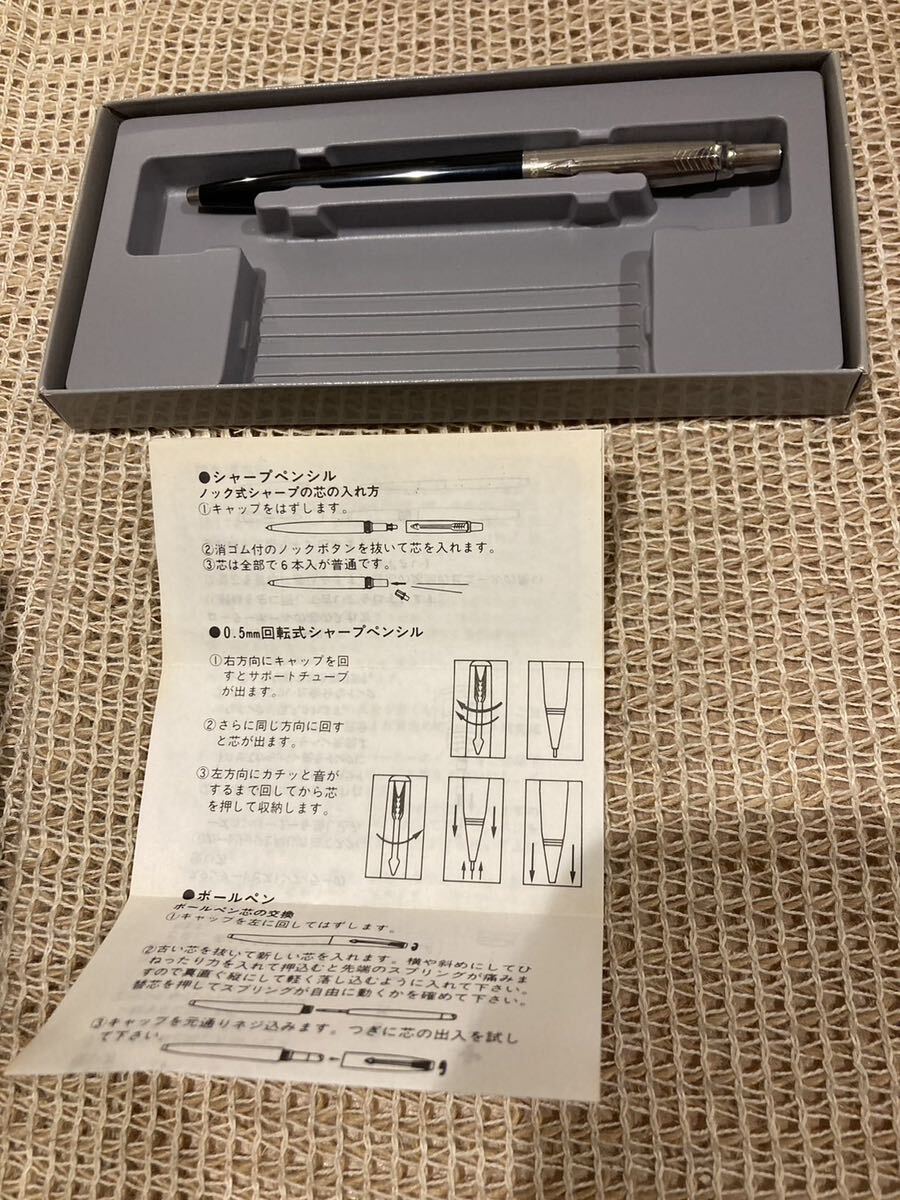 ●シャープペンシル
ノック式シャープの芯の入れ方
①キャップをはずします。
②消ゴム付のノックボタンを抜いて芯を入れます。
③芯は全部で6本入が普通です。
●0.5mm回転式シャープペンシル
①右方向にキャップを回
すとサポートチューブ
が出ます。
②さらに同じ方向に回す
と芯が出ます。
③左方向にカチッと音が
するまで回してから芯
を押して収納します。
●ボールペン
ボールペン芯の交換
①キャップを左に回してはずします。
②古い芯を抜いて新しい芯を入れます。横や斜めにしてひ
ねったり力を入れて押込むと先端のスプリングが痛みま
すので真直ぐ縦にして軽く落し込むように入れて下さい。
替芯を押してスプリングが自由に動くかを確めて下さい。
③キャップを元通りネジ込みます。つぎに芯の出入を試し
て下さい。